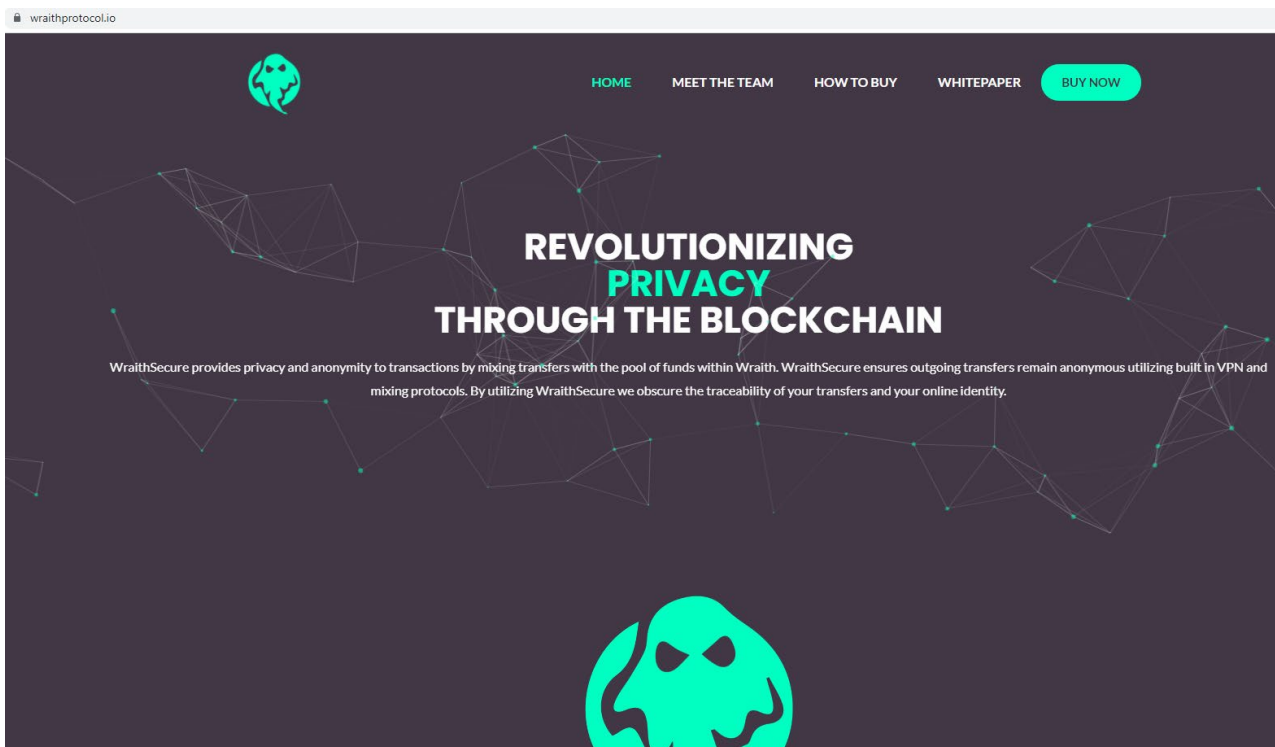 wraithprotocol.io
HOME MEET THE TEAM HOW TO BUY WHITEPAPER BUY NOW
REVOLUTIONIZING
PRIVACY
THROUGH THE BLOCKCHAIN
WraithSecure provides privacy and anonymity to transactions by mixing transfers with the pool of funds within Wraith. WraithSecure ensures outgoing transfers remain anonymous utilizing built in VPN and
mixing protocols. By utilizing WraithSecure we obscure the traceability of your transfers and your online identity.